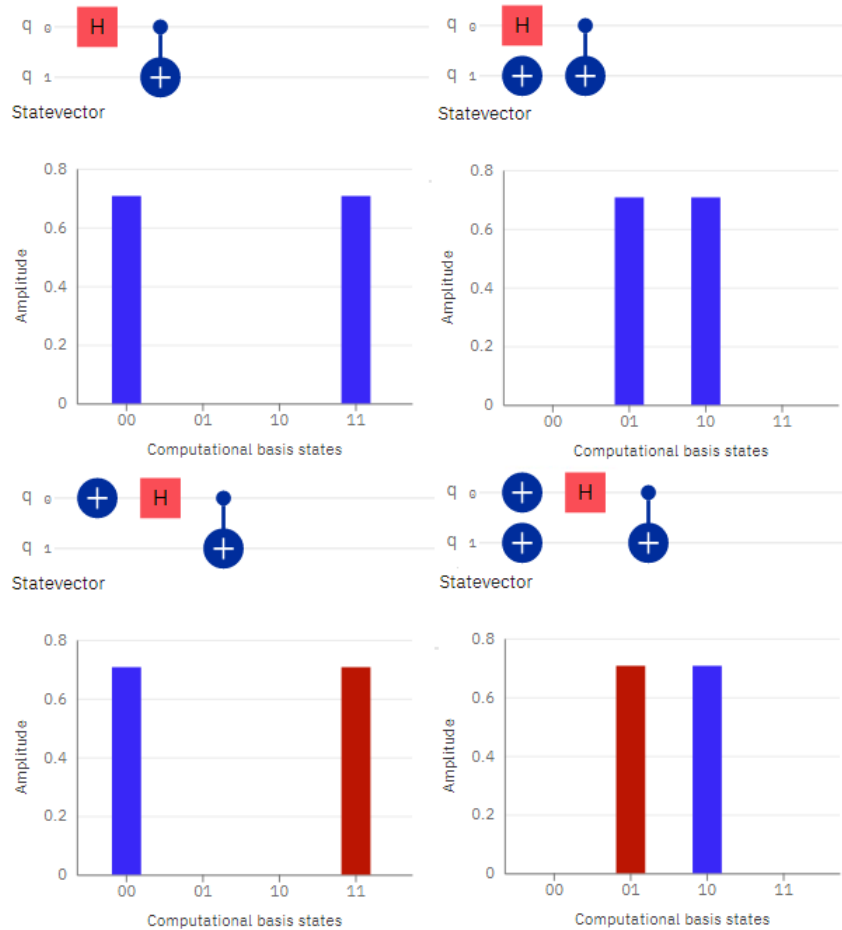 q 0 H
q 1
Statevector
0.8
0.6
0.4
0.2
0
Amplitude
00 01 10 11
Computational basis states
q 0 H
q 1
Statevector
0.8
0.6
0.4
0.2
0
Amplitude
00 01 10 11
Computational basis states
q 0 H
q 1
Statevector
0.8
0.6
0.4
0.2
0
Amplitude
00 01 10 11
Computational basis states
q 0 H
q 1
Statevector
0.8
0.6
0.4
0.2
0
Amplitude
00 01 10 11
Computational basis states